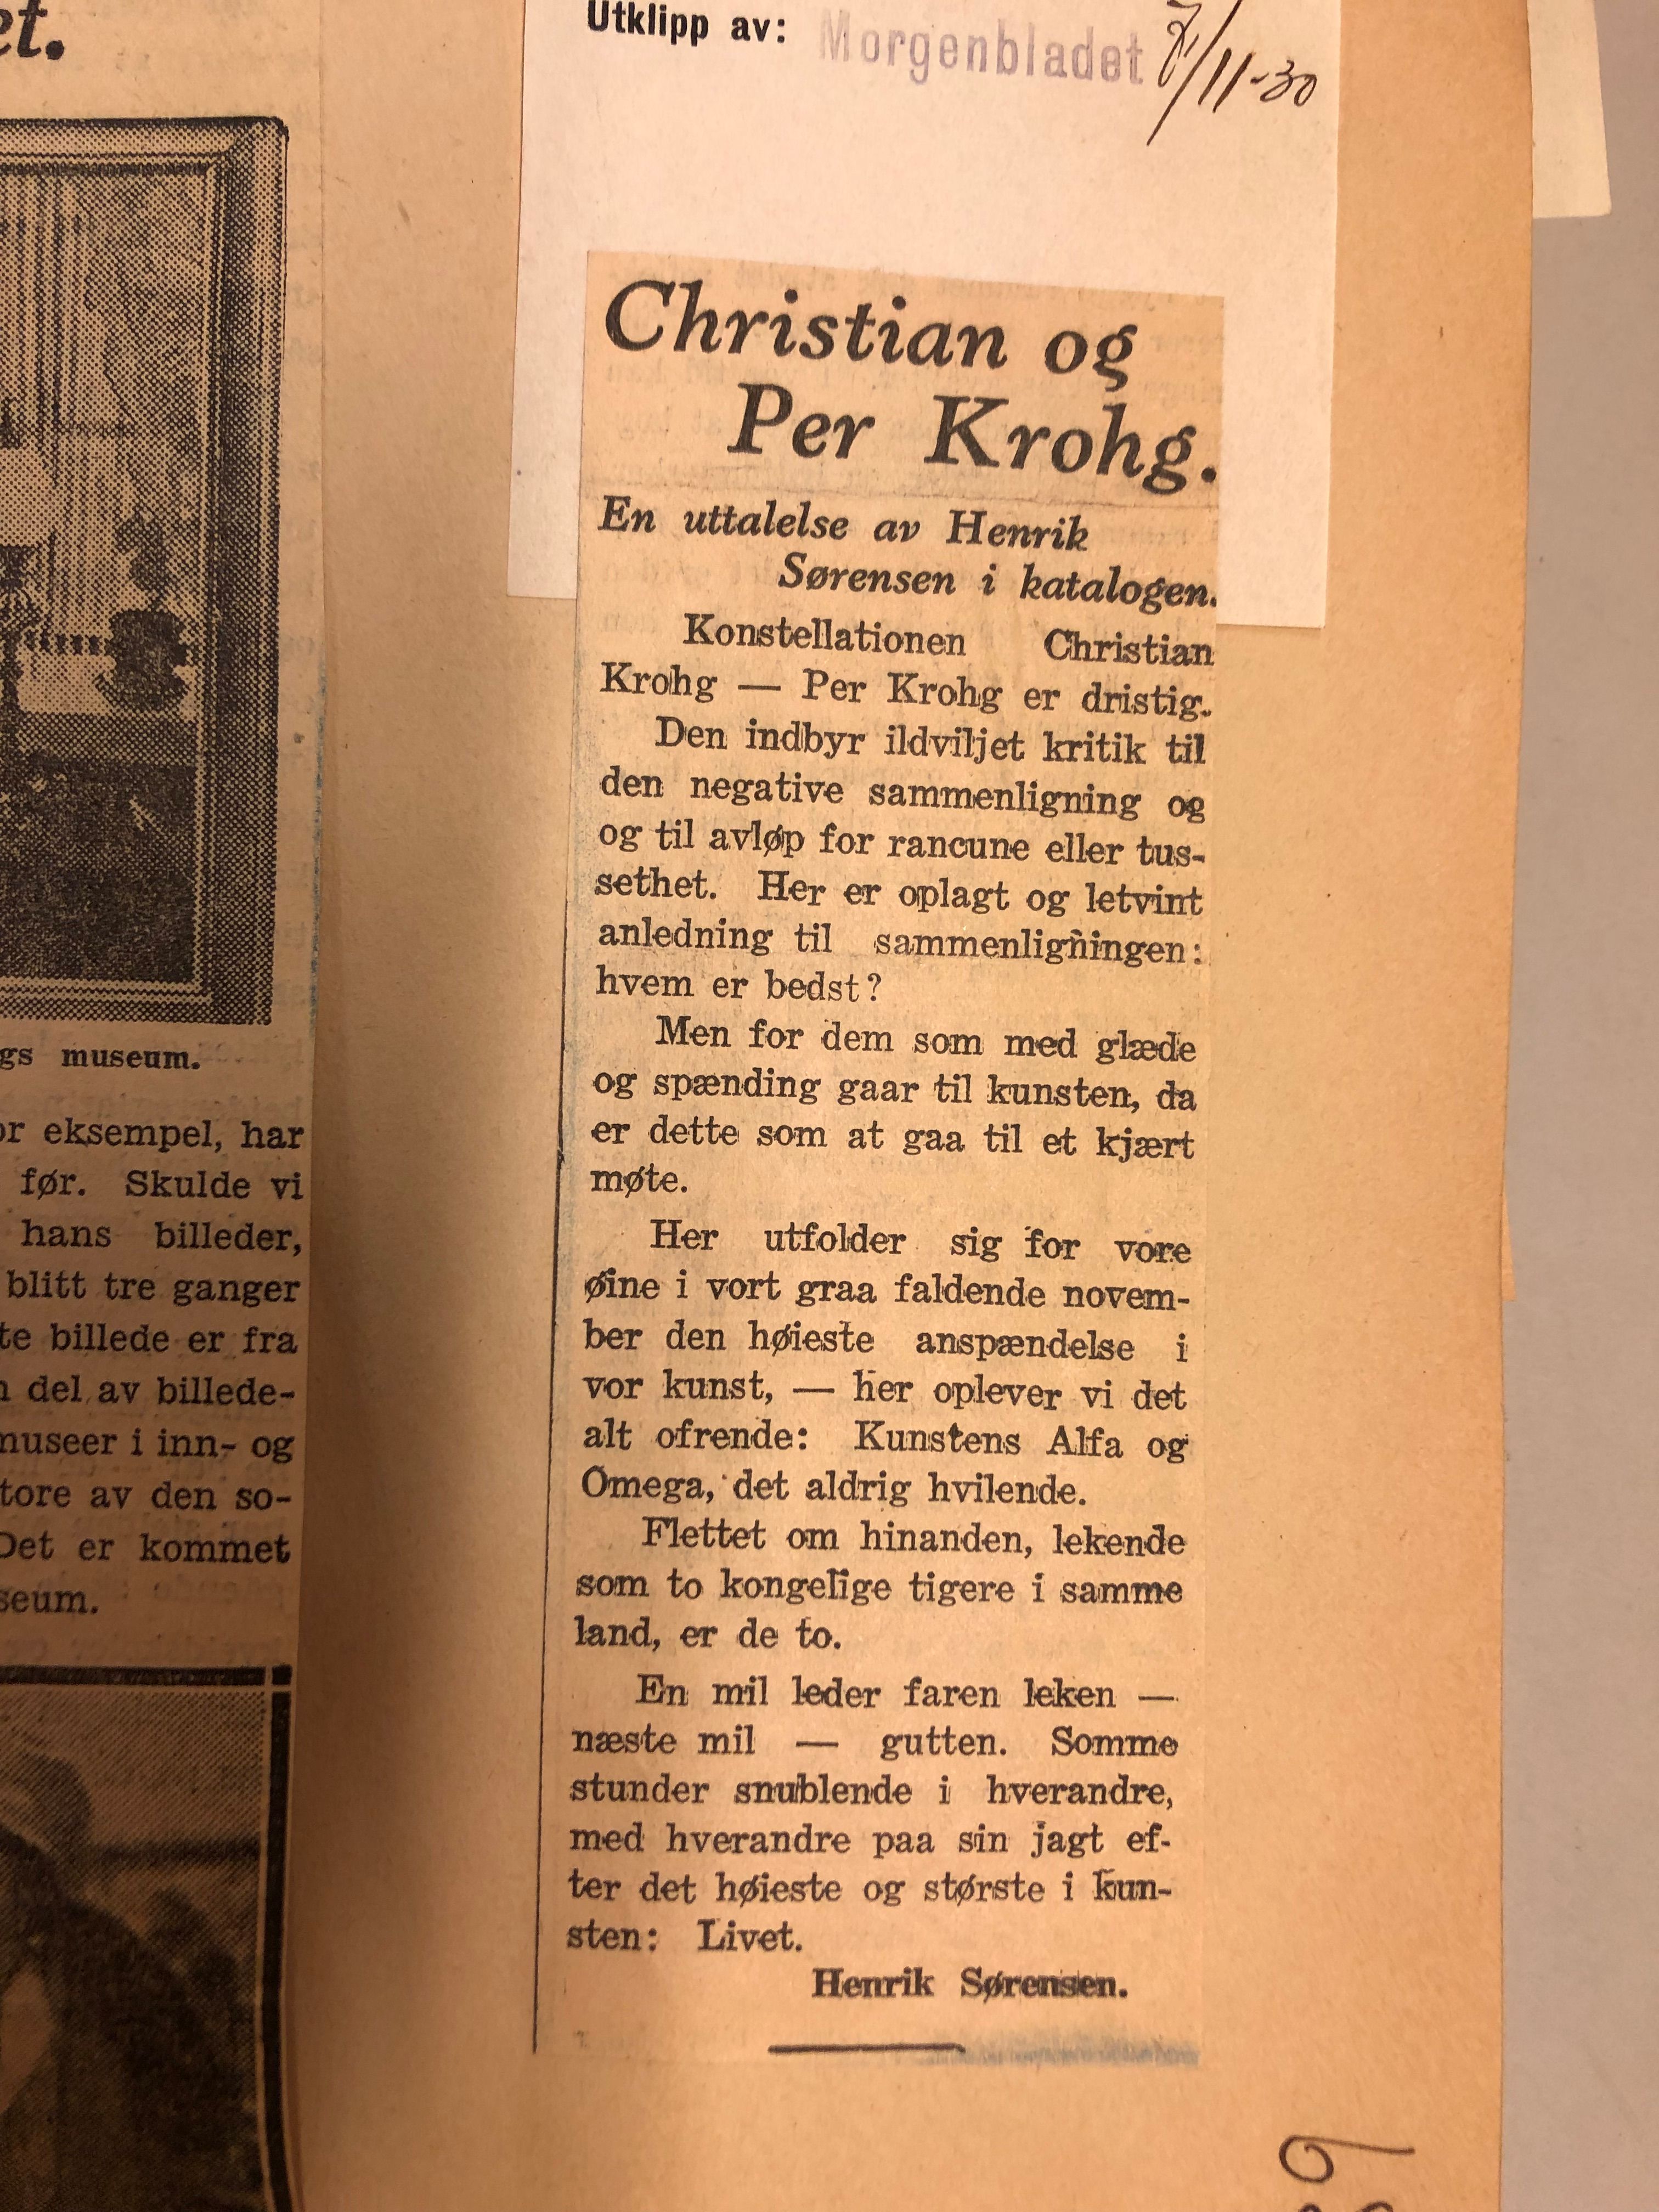 et.
gs museum.
or eksempel, har
før. Skulde vi
hans billeder,
blitt tre ganger
te billede er fra
n del av billede-
museer i inn- og
tore av den so-
Det er kommet
seum.
Utklipp av: Morgenbladet 7/11-30
Christian og
Per Krohg.
En uttalelse av Henrik
Sørensen i katalogen.
Konstellationen Christian
Krohg — Per Krohg er dristig.
Den indbyr ildviljet kritik til
den negative sammenligning og
og til avløp for rancune eller tus-
sethet. Her er oplagt og letvint
anledning til sammenligningen:
hvem er bedst?
Men for dem som med glæde
og spænding gaar til kunsten, da
er dette som at gaa til et kjært
møte.
Her utfolder sig for vore
øine i vort graa faldende novem-
ber den høieste anspændelse i
vor kunst, — her oplever vi det
alt ofrende: Kunstens Alfa og
Omega, det aldrig hvilende.
Flettet om hinanden, lekende
som to kongelige tigere i samme
land, er de to.
En mil leder faren leken —
næste mil — gutten. Somme
stunder snublende i hverandre,
med hverandre paa sin jagt ef-
ter det høieste og største i kun-
sten: Livet.
Henrik Sørensen.